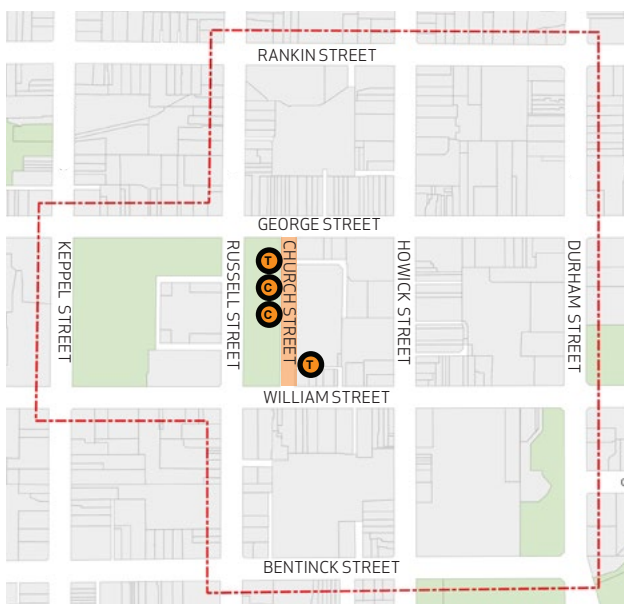 RANKIN STREET
GEORGE STREET
KEPPEL STREET
RUSSELL STREET
CHURCH STREET
HOWICK STREET
DURHAM STREET
T
C
C
T
WILLIAM STREET
BENTINCK STREET